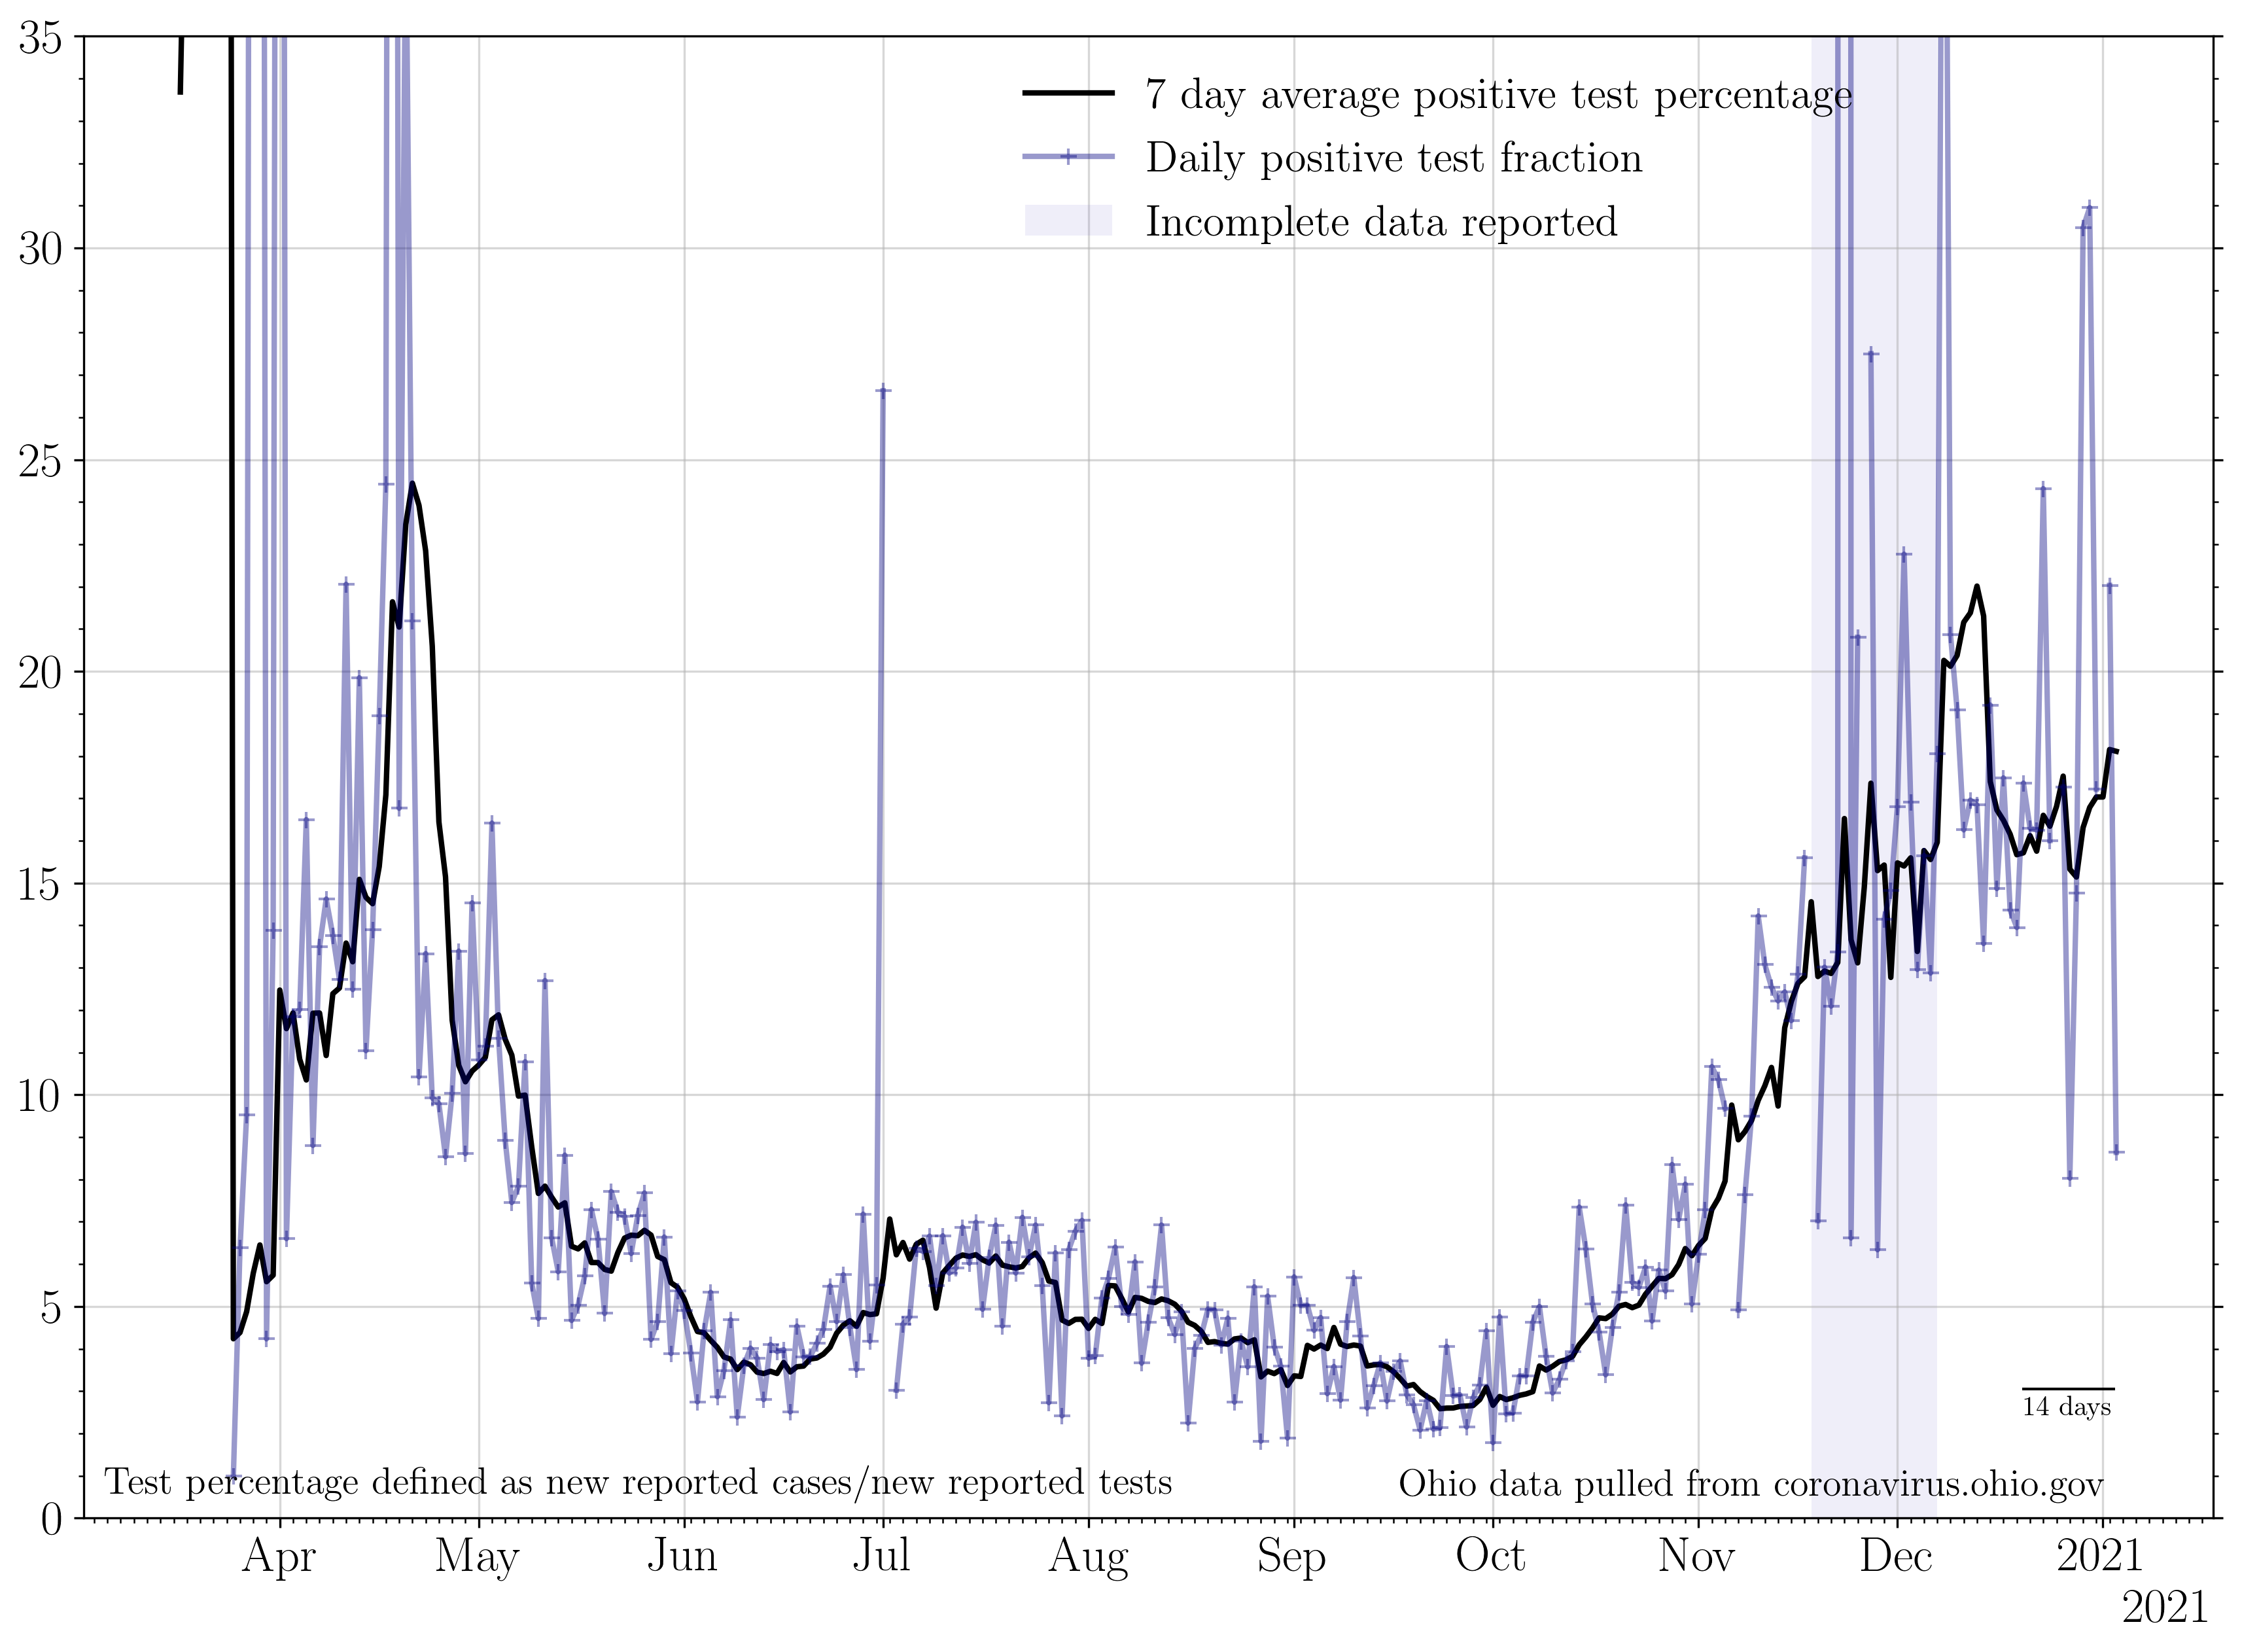 35
30
25
20
15
10
5
0
7 day average positive test percentage
Daily positive test fraction
Incomplete data reported
14 days
Test percentage defined as new reported cases/new reported tests
Ohio data pulled from coronavirus.ohio.gov
Apr May Jun Jul Aug Sep Oct Nov Dec 2021
2021